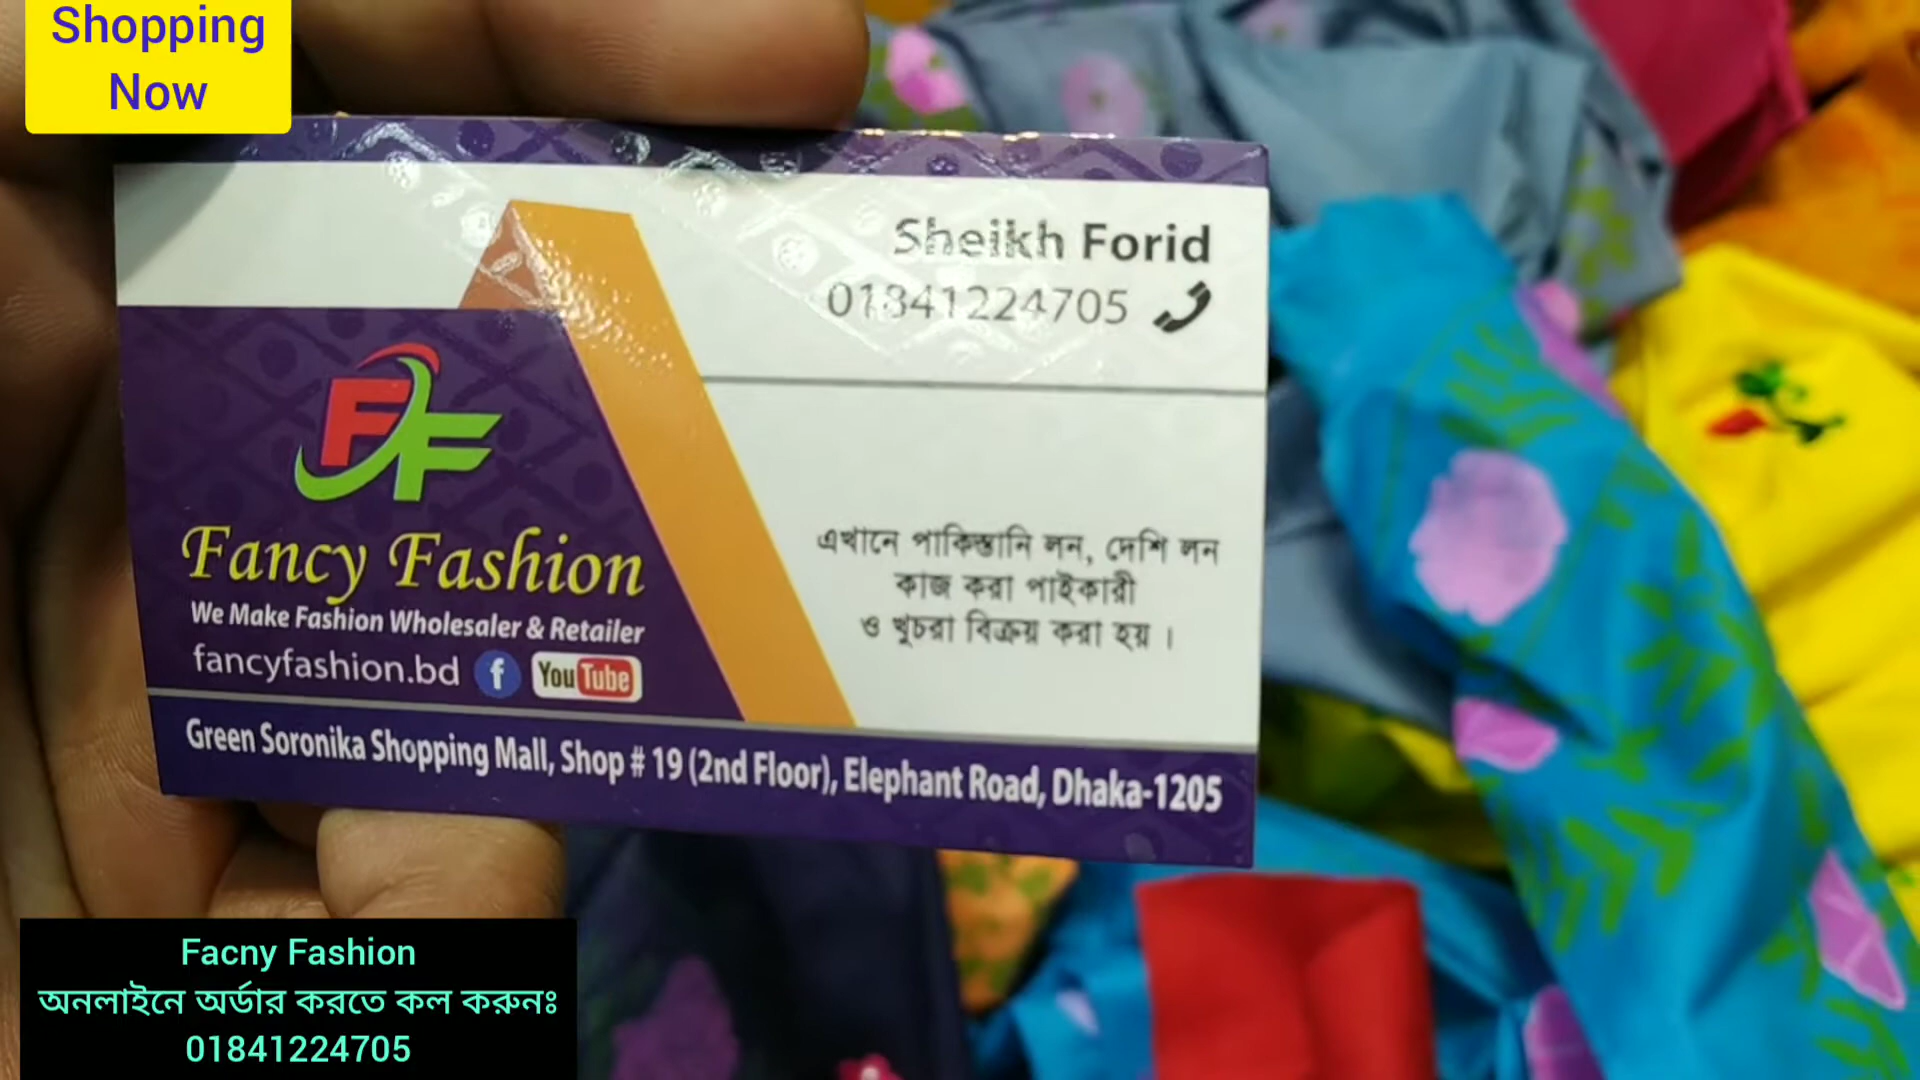 Shopping
Now
Sheikh Forid
01841224705
FF
Fancy Fashion
We Make Fashion Wholesaler & Retailer
fancyfashion.bd f YouTube
এখানে পাকিস্তানি লন, দেশি লন
কাজ করা পাইকারী
ও খুচরা বিক্রয় করা হয়।
Green Soronika Shopping Mall, Shop # 19 (2nd Floor), Elephant Road, Dhaka-1205
Facny Fashion
অনলাইনে অর্ডার করতে কল করুনঃ
01841224705